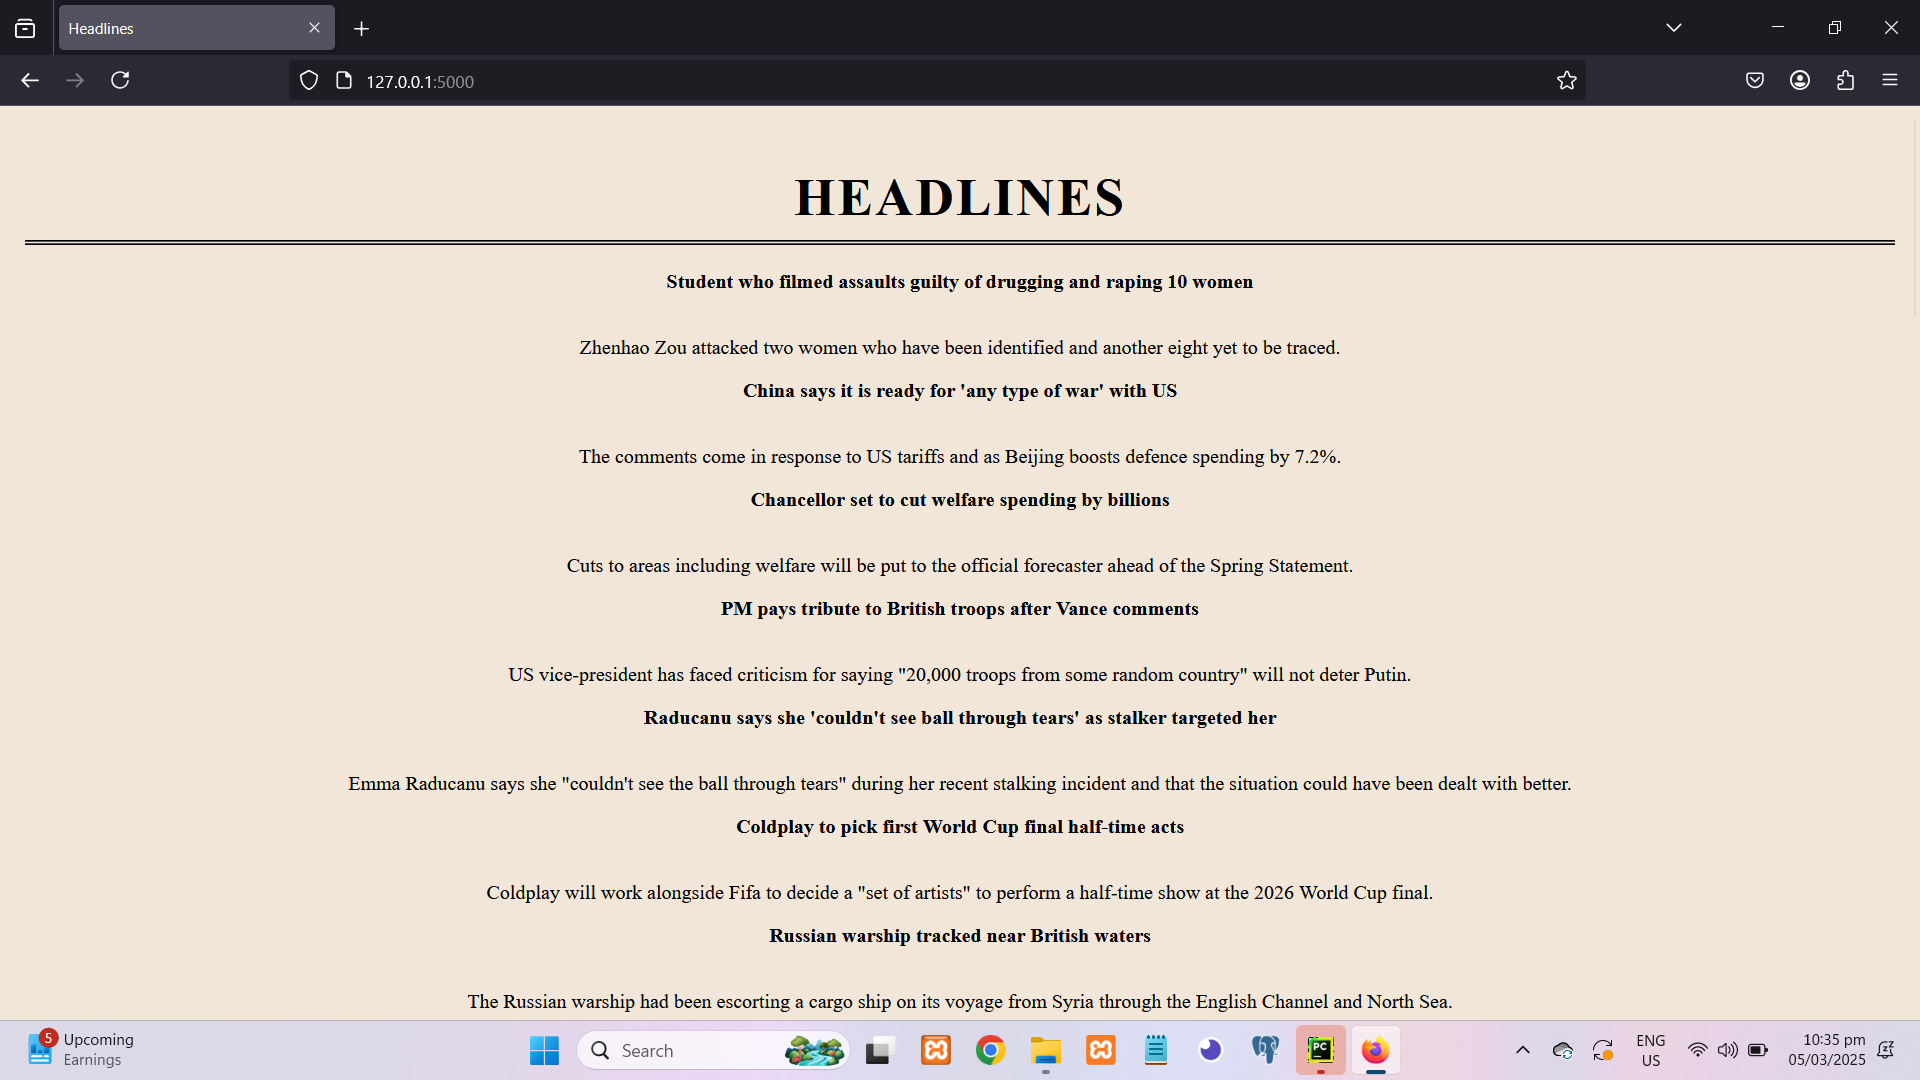 Headlines
127.0.0.1:5000
HEADLINES
Student who filmed assaults guilty of drugging and raping 10 women
Zhenhao Zou attacked two women who have been identified and another eight yet to be traced.
China says it is ready for 'any type of war' with US
The comments come in response to US tariffs and as Beijing boosts defence spending by 7.2%.
Chancellor set to cut welfare spending by billions
Cuts to areas including welfare will be put to the official forecaster ahead of the Spring Statement.
PM pays tribute to British troops after Vance comments
US vice-president has faced criticism for saying "20,000 troops from some random country" will not deter Putin.
Raducanu says she 'couldn't see ball through tears' as stalker targeted her
Emma Raducanu says she "couldn't see the ball through tears" during her recent stalking incident and that the situation could have been dealt with better.
Coldplay to pick first World Cup final half-time acts
Coldplay will work alongside Fifa to decide a "set of artists" to perform a half-time show at the 2026 World Cup final.
Russian warship tracked near British waters
The Russian warship had been escorting a cargo ship on its voyage from Syria through the English Channel and North Sea.
5
Upcoming
Earnings
Search
PC
ENG
US
10:35 pm
05/03/2025